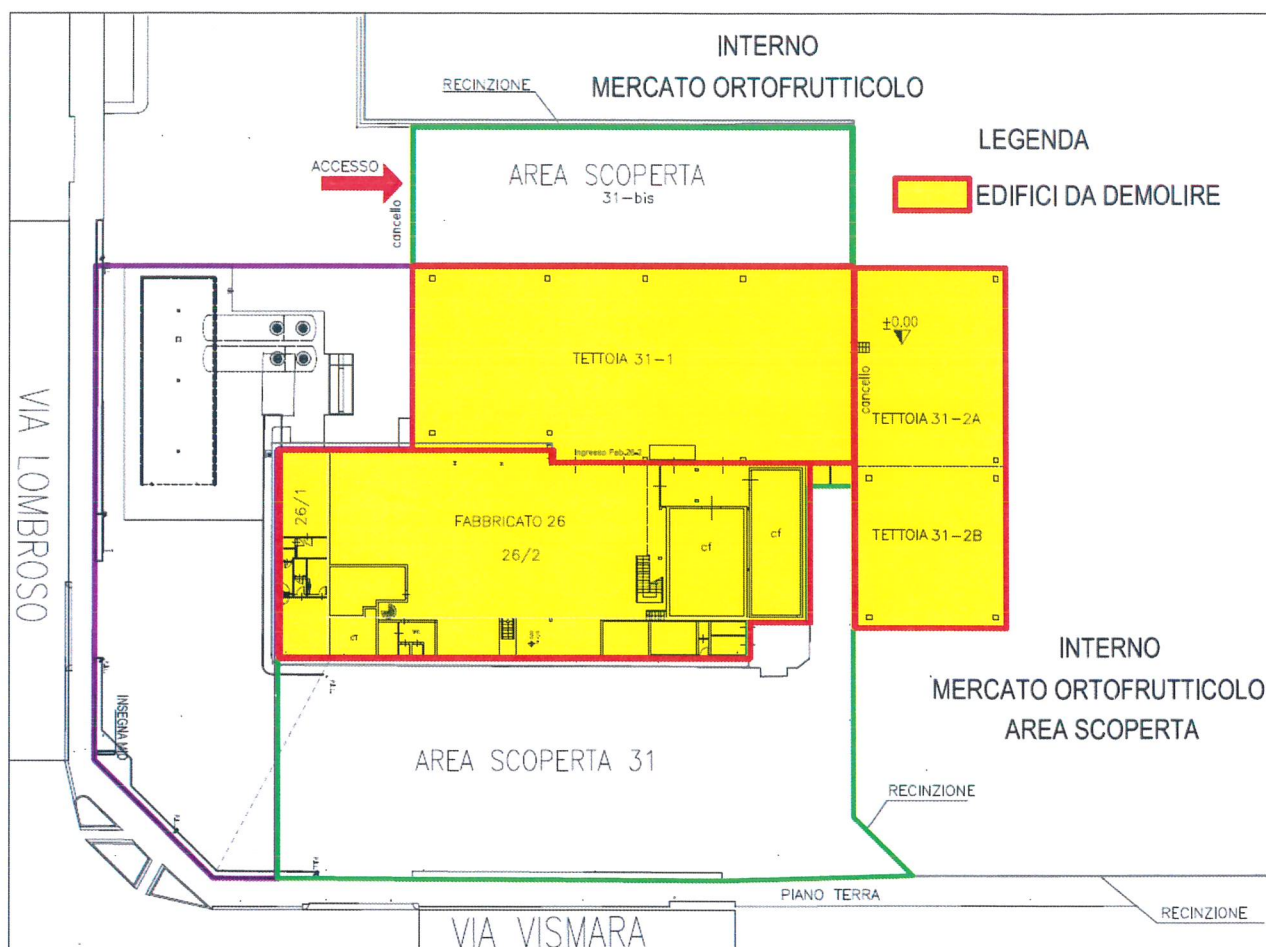 INTERNO
MERCATO ORTOFRUTTICOLO
RECINZIONE
LEGENDA
ACCESSO
AREA SCOPERTA
31-bis
EDIFICI DA DEMOLIRE
cancello
±0.00
TETTOIA 31-1
cancello
TETTOIA 31-2A
VIA LOMBROSO
Ingresso Fab.26-2
26/1
FABBRICATO 26
26/2
cf
cf
TETTOIA 31-2B
CT
INTERNO
MERCATO ORTOFRUTTICOLO
AREA SCOPERTA
INSEGNA MIO
AREA SCOPERTA 31
RECINZIONE
PIANO TERRA
RECINZIONE
VIA VISMARA